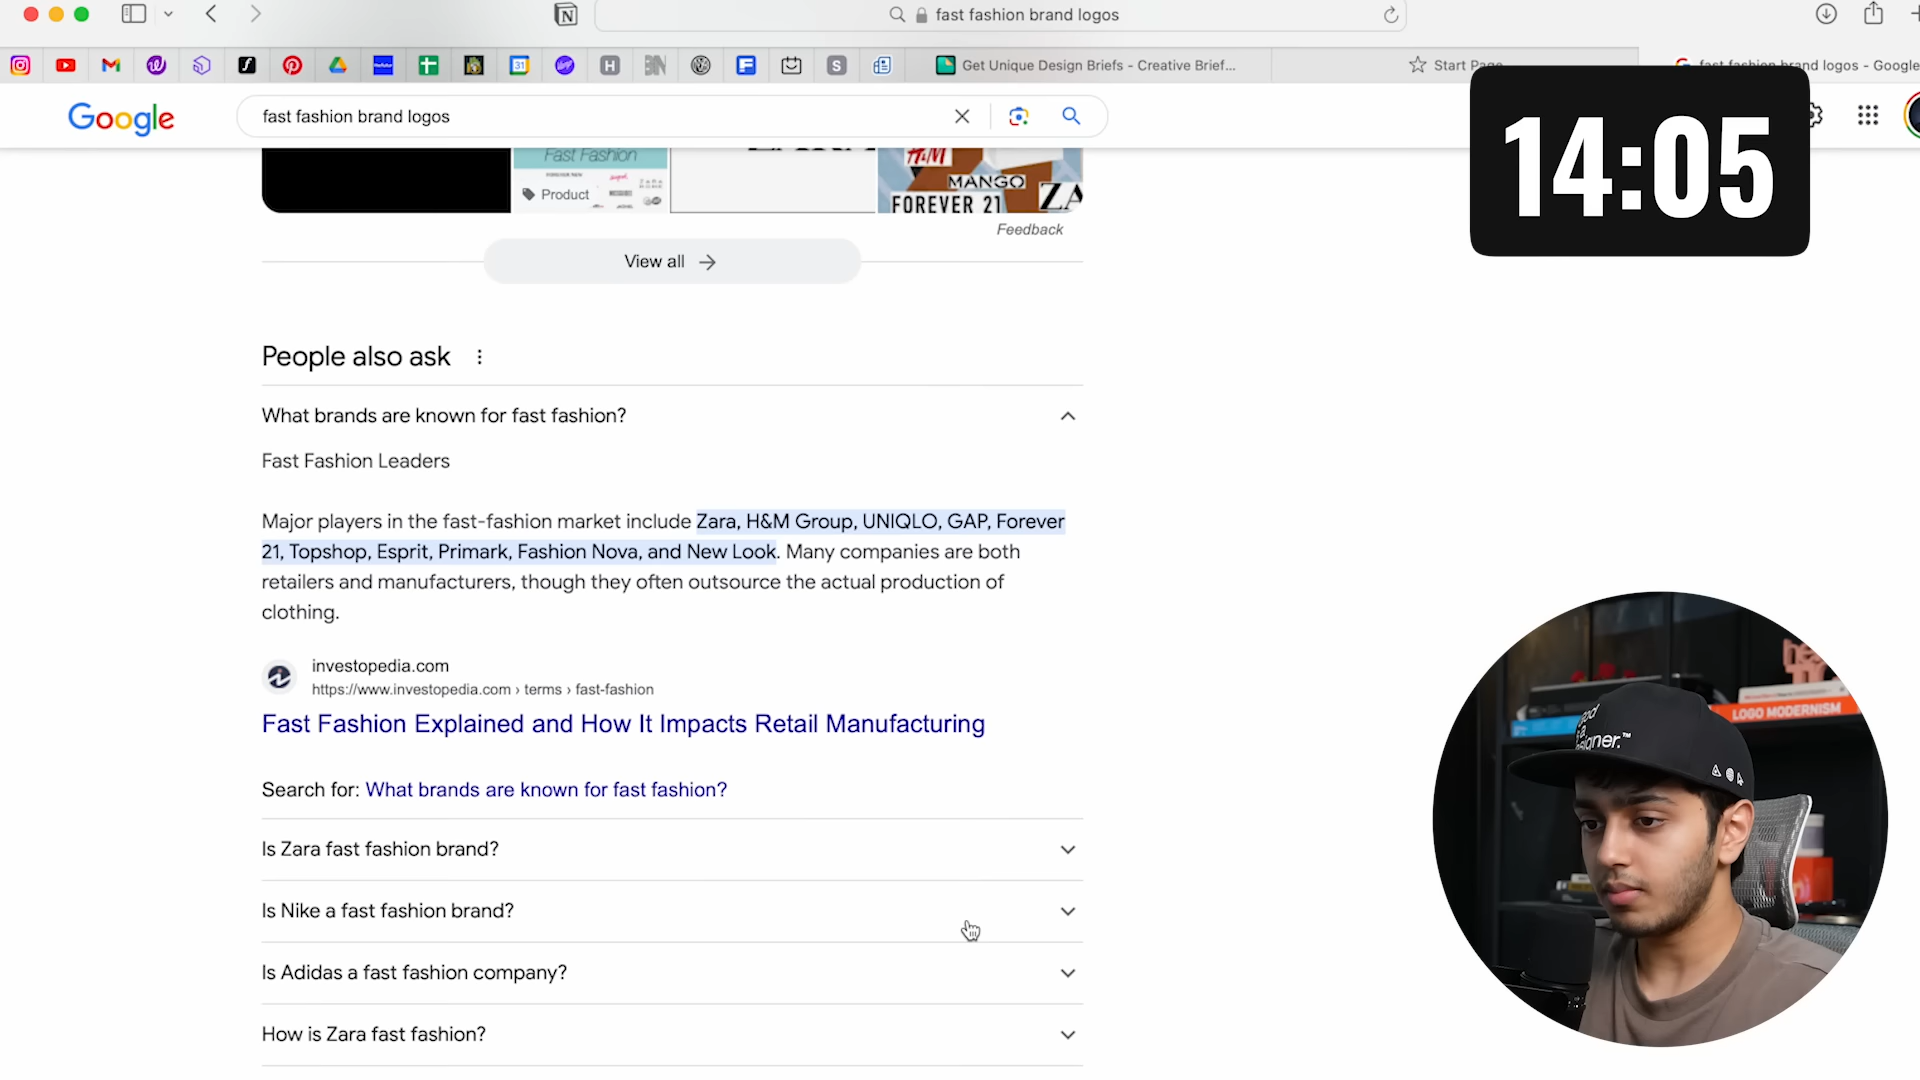 fast fashion brand logos
Get Unique Design Briefs - Creative Brief...
Start Page
fast fashion brand logos - Google
Google
fast fashion brand logos
14:05
Fast Fashion
Product
H&M
MANGO
FOREVER 21
ZA
Feedback
View all
People also ask
What brands are known for fast fashion?
Fast Fashion Leaders
Major players in the fast-fashion market include Zara, H&M Group, UNIQLO, GAP, Forever
21, Topshop, Esprit, Primark, Fashion Nova, and New Look. Many companies are both
retailers and manufacturers, though they often outsource the actual production of
clothing.
investopedia.com
https://www.investopedia.com › terms › fast-fashion
Fast Fashion Explained and How It Impacts Retail Manufacturing
Search for: What brands are known for fast fashion?
Is Zara fast fashion brand?
Is Nike a fast fashion brand?
Is Adidas a fast fashion company?
How is Zara fast fashion?
LOGO MODERNISM